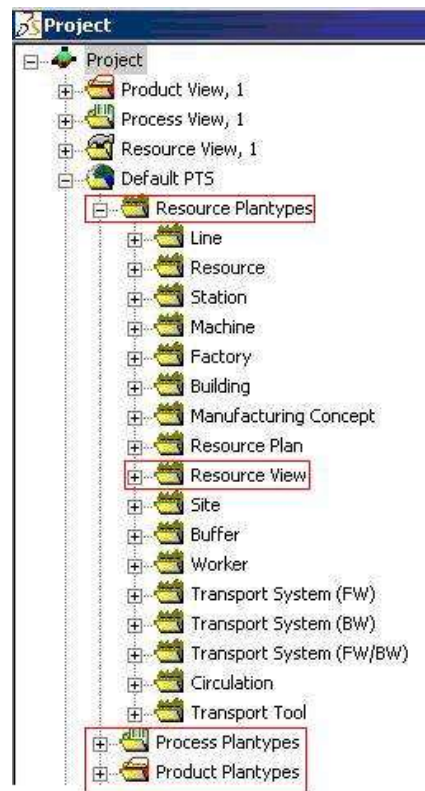 Project
Project
Product View, 1
Process View, 1
Resource View, 1
Default PTS
Resource Plantypes
Line
Resource
Station
Machine
Factory
Building
Manufacturing Concept
Resource Plan
Resource View
Site
Buffer
Worker
Transport System (FW)
Transport System (BW)
Transport System (FW/BW)
Circulation
Transport Tool
Process Plantypes
Product Plantypes